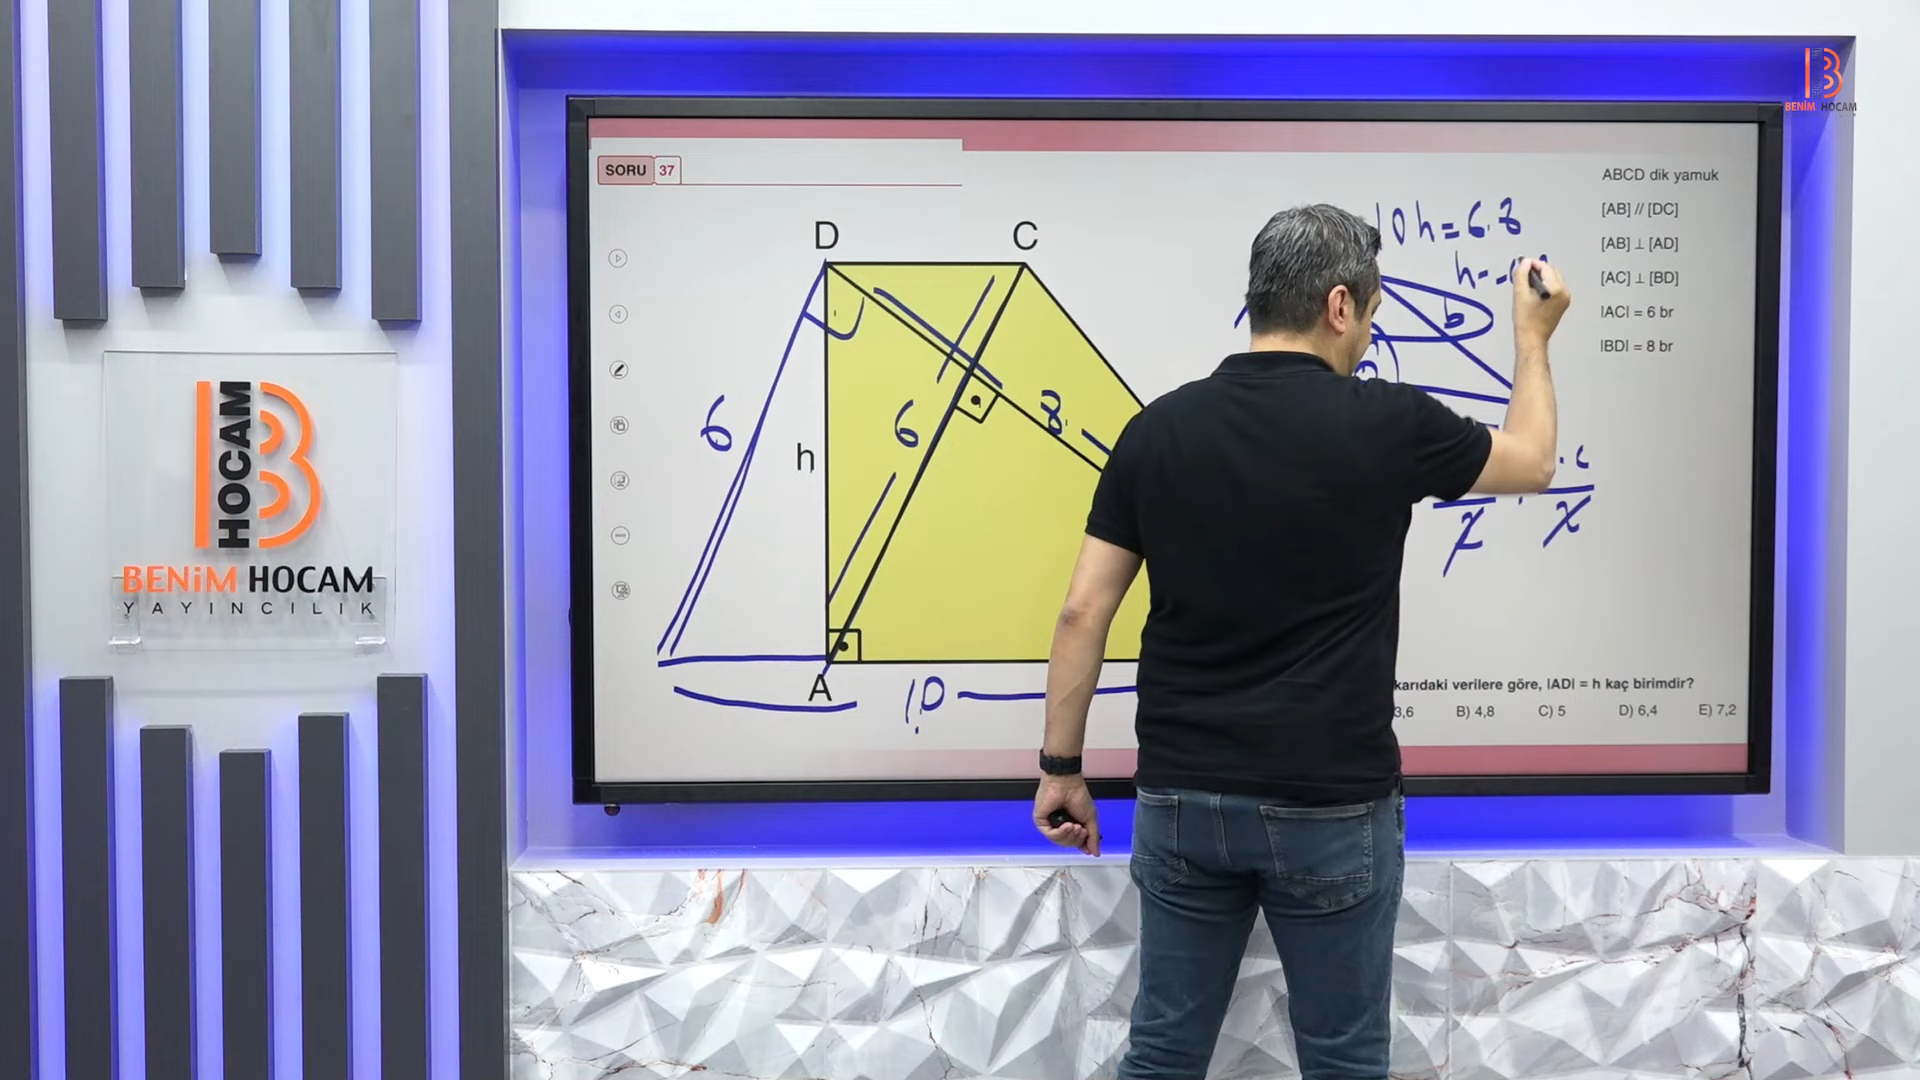 BENİM HOCAM
SORU 37
D
C
6
h
6
8
A
10
10h=6.8
b
. c
x
x
ABCD dik yamuk
[AB] // [DC]
[AB] ⊥ [AD]
[AC] ⊥ [BD]
|AC| = 6 br
|BD| = 8 br
karıdaki verilere göre, |AD| = h kaç birimdir?
3,6 B) 4,8 C) 5 D) 6,4 E) 7,2
HOCAM
BENİM HOCAM
YAYINCILIK